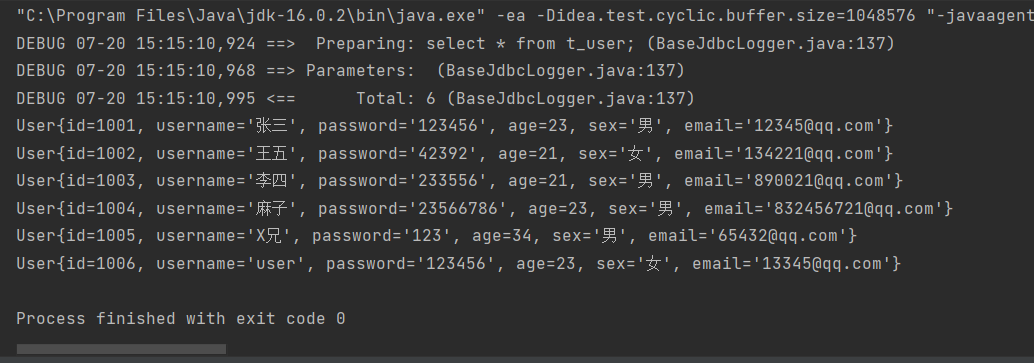 "C:\Program Files\Java\jdk-16.0.2\bin\java.exe" -ea -Didea.test.cyclic.buffer.size=1048576 "-javaagent
DEBUG 07-20 15:15:10,924 ==>  Preparing: select * from t_user; (BaseJdbcLogger.java:137)
DEBUG 07-20 15:15:10,968 ==> Parameters:  (BaseJdbcLogger.java:137)
DEBUG 07-20 15:15:10,995 <==      Total: 6 (BaseJdbcLogger.java:137)
User{id=1001, username='张三', password='123456', age=23, sex='男', email='12345@qq.com'}
User{id=1002, username='王五', password='42392', age=21, sex='女', email='134221@qq.com'}
User{id=1003, username='李四', password='233556', age=21, sex='男', email='890021@qq.com'}
User{id=1004, username='麻子', password='23566786', age=23, sex='男', email='832456721@qq.com'}
User{id=1005, username='X兄', password='123', age=34, sex='男', email='65432@qq.com'}
User{id=1006, username='user', password='123456', age=23, sex='女', email='13345@qq.com'}
Process finished with exit code 0